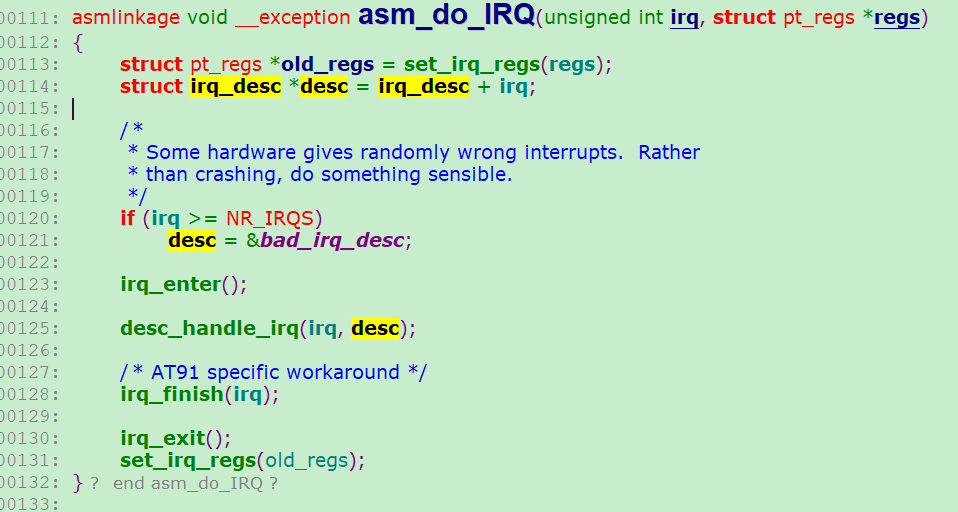 00111: asmlinkage void __exception asm_do_IRQ(unsigned int irq, struct pt_regs *regs)
00112: {
00113: struct pt_regs *old_regs = set_irq_regs(regs);
00114: struct irq_desc *desc = irq_desc + irq;
00115:
00116: /*
00117: * Some hardware gives randomly wrong interrupts.  Rather
00118: * than crashing, do something sensible.
00119: */
00120: if (irq >= NR_IRQS)
00121: desc = &bad_irq_desc;
00122:
00123: irq_enter();
00124:
00125: desc_handle_irq(irq, desc);
00126:
00127: /* AT91 specific workaround */
00128: irq_finish(irq);
00129:
00130: irq_exit();
00131: set_irq_regs(old_regs);
00132: } ? end asm_do_IRQ ?
00133: